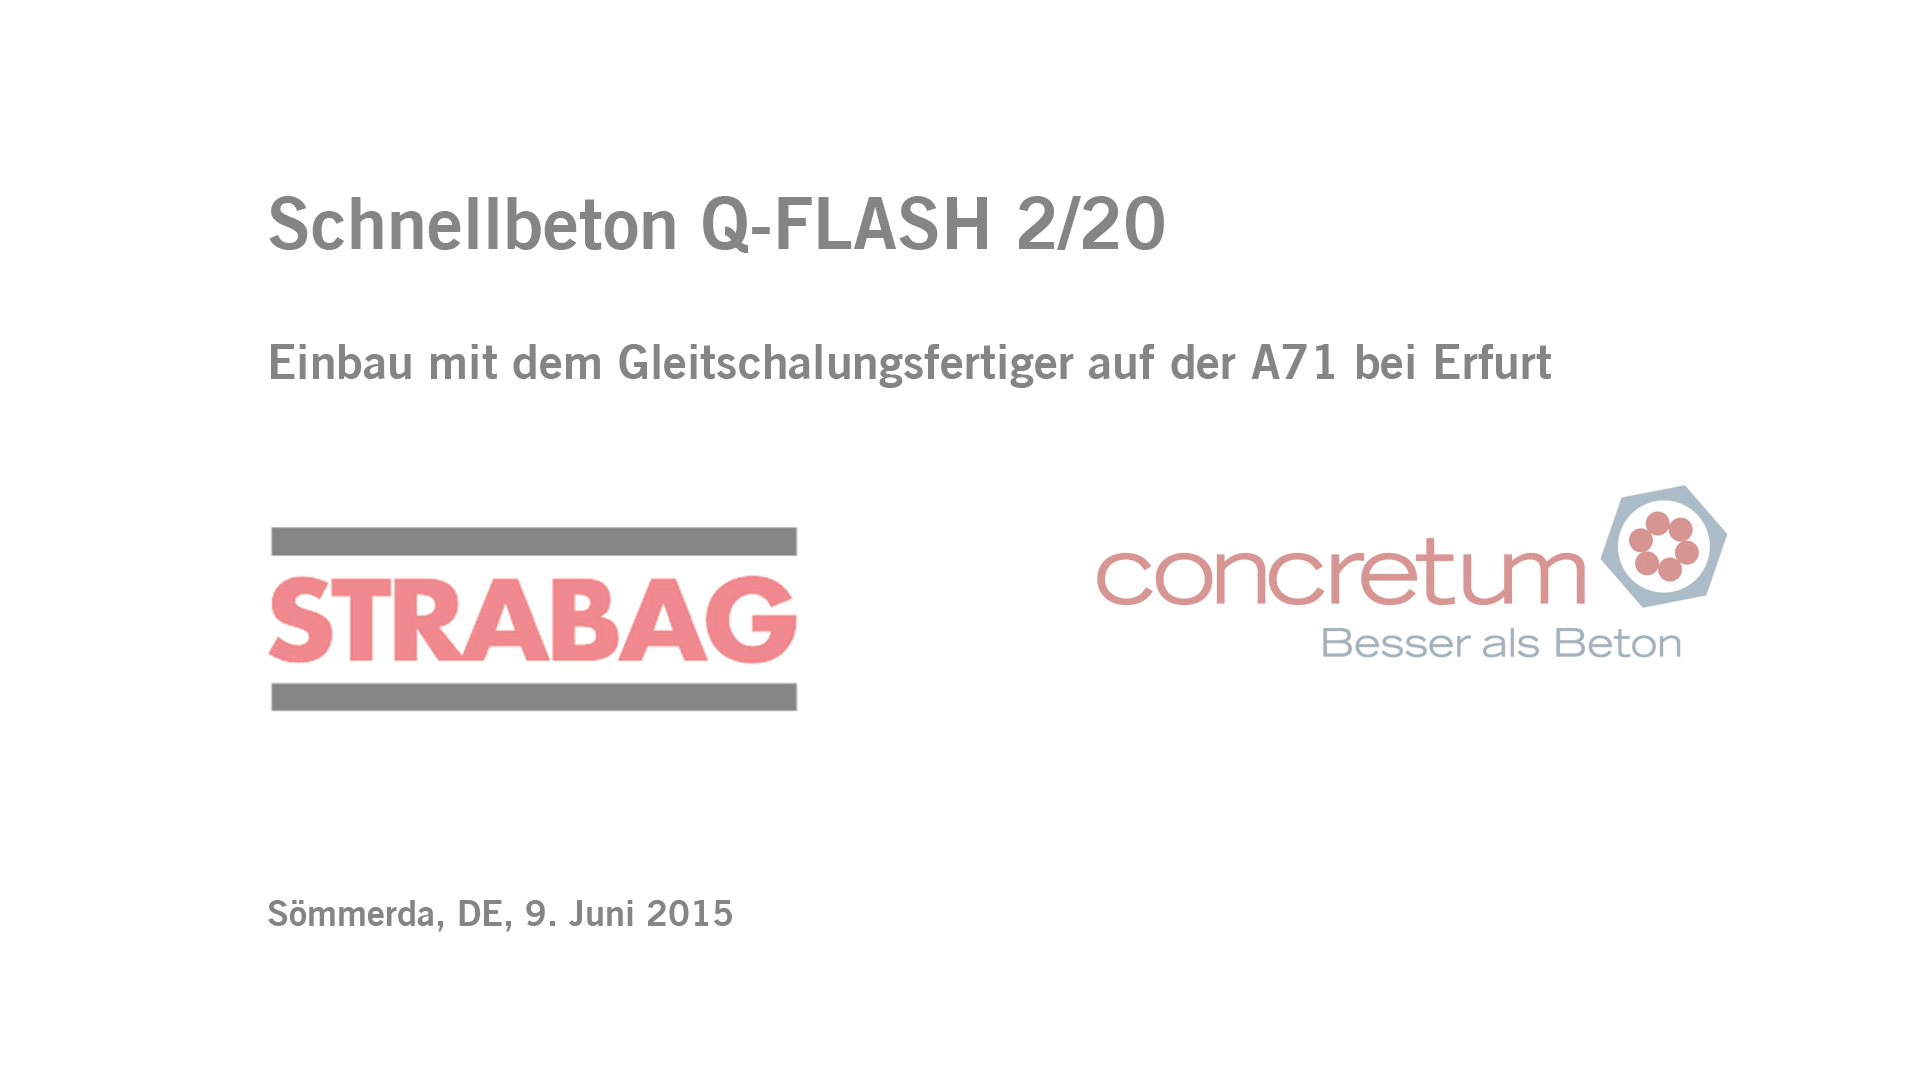 Schnellbeton Q-FLASH 2/20
Einbau mit dem Gleitschalungsfertiger auf der A71 bei Erfurt
STRABAG
concretum
Besser als Beton
Sömmerda, DE, 9. Juni 2015